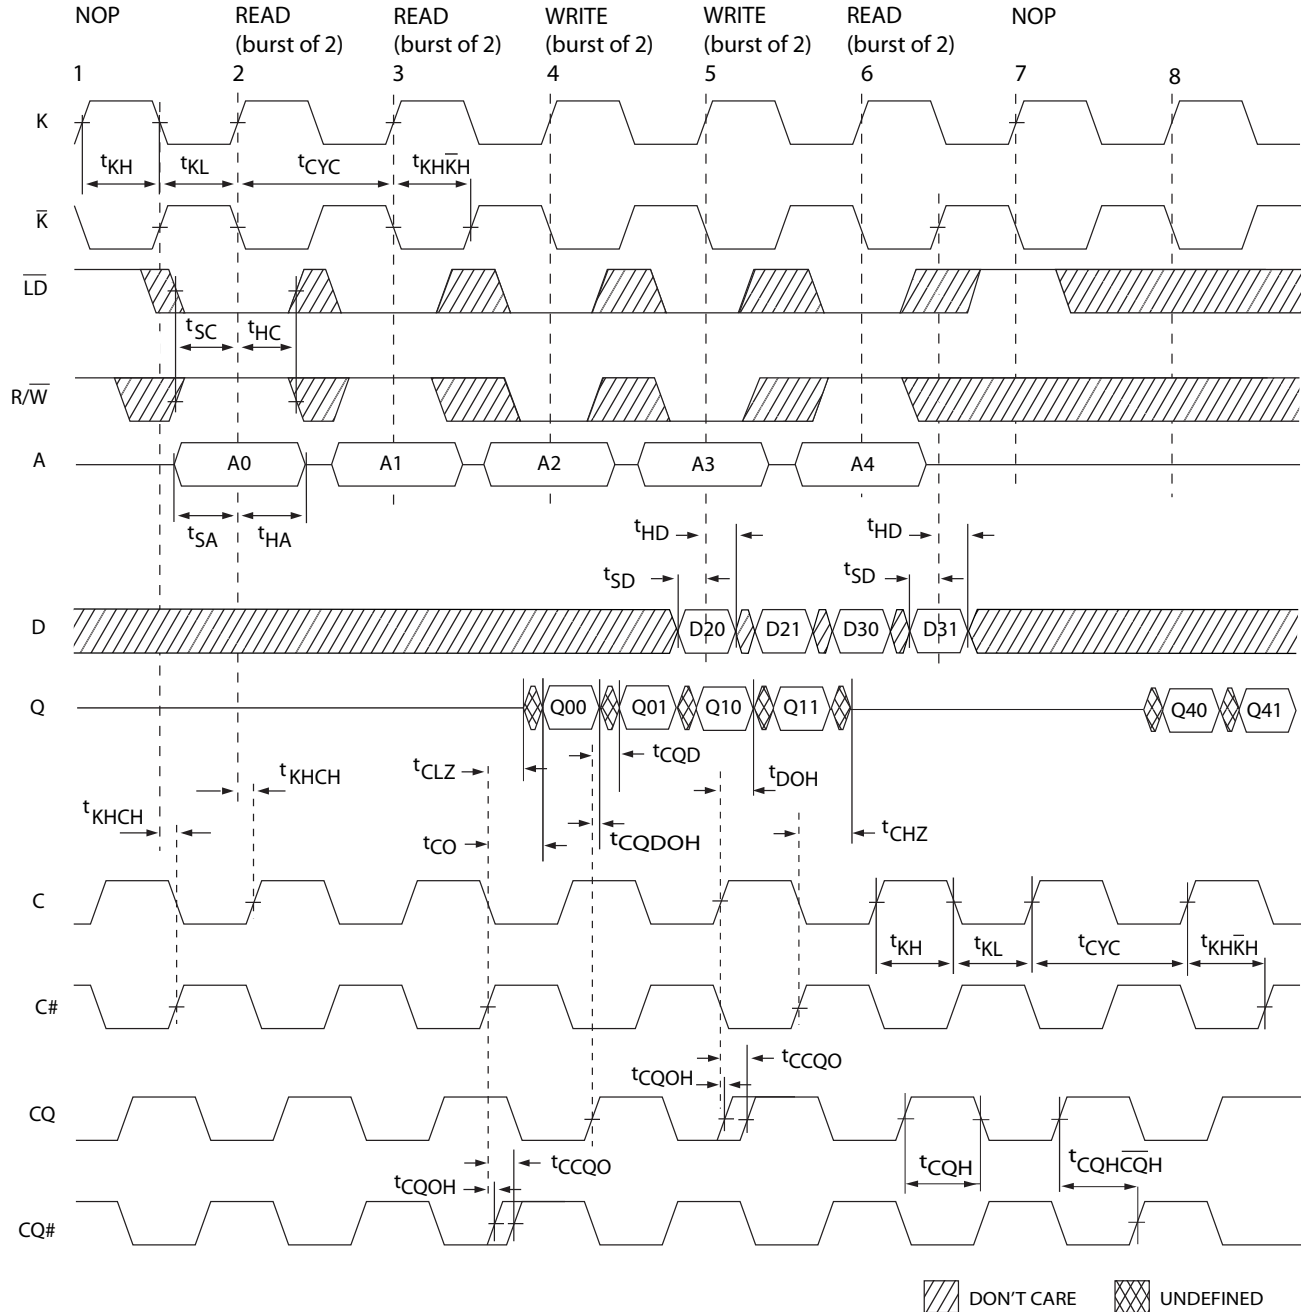 NOP READ READ WRITE WRITE READ NOP
(burst of 2) (burst of 2) (burst of 2) (burst of 2) (burst of 2)
1 2 3 4 5 6 7 8
K
tKH tKL tCYC tKHK̅H
K̅
L̅D̅
tSC tHC
R/W̅
A A0 A1 A2 A3 A4
tSA tHA tHD tHD
tSD tSD
D D20 D21 D30 D31
Q Q00 Q01 Q10 Q11 Q40 Q41
tCLZ tCQD tDOH
tKHCH
tKHCH
tCO tCQDOH tCHZ
C
tKH tKL tCYC tKHK̅H
C#
tCCQO
tCQOH
CQ
tCCQO tCQH tCQHC̅Q̅H
tCQOH
CQ#
DON'T CARE UNDEFINED